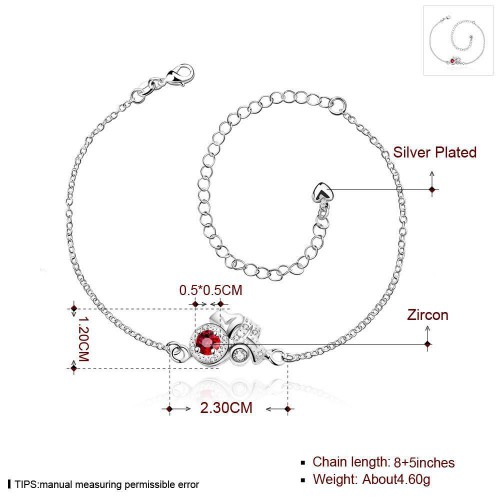 Silver Plated
0.5*0.5CM
1.20CM
Zircon
2.30CM
Chain length: 8+5inches
Weight: About4.60g
TIPS:manual measuring permissible error